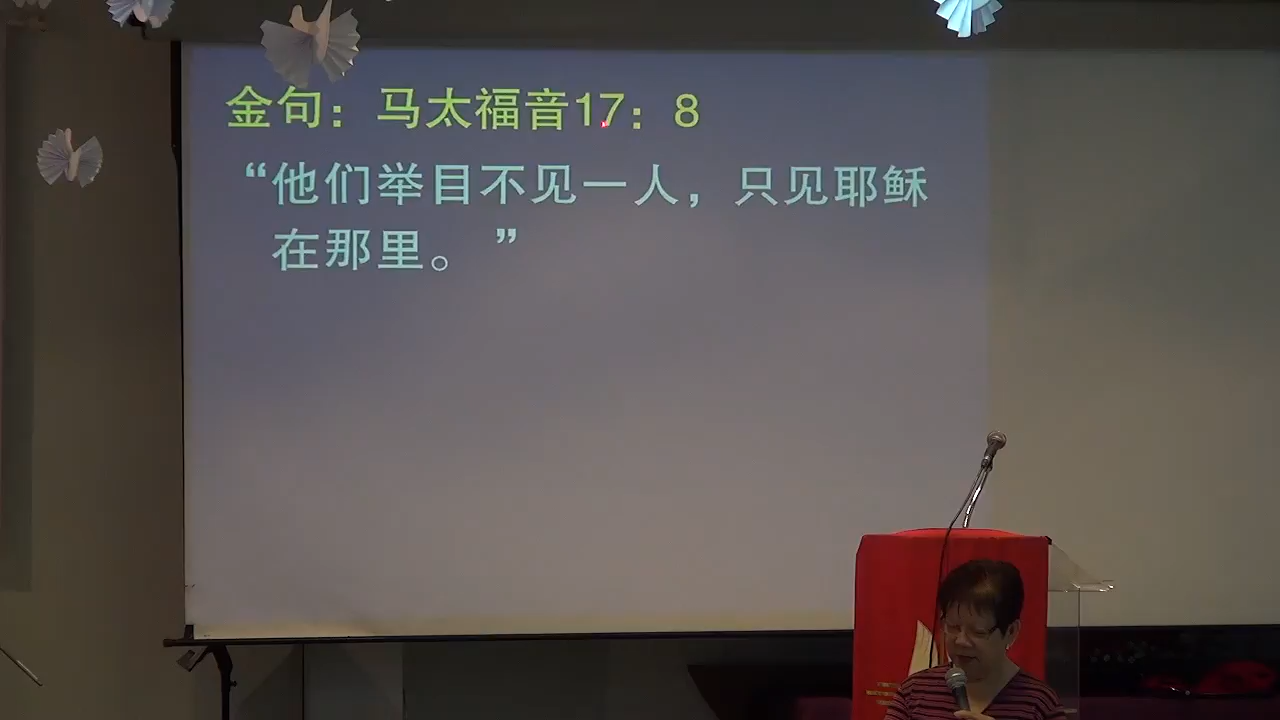 金句：马太福音17：8
“他们举目不见一人，只见耶稣
在那里。”